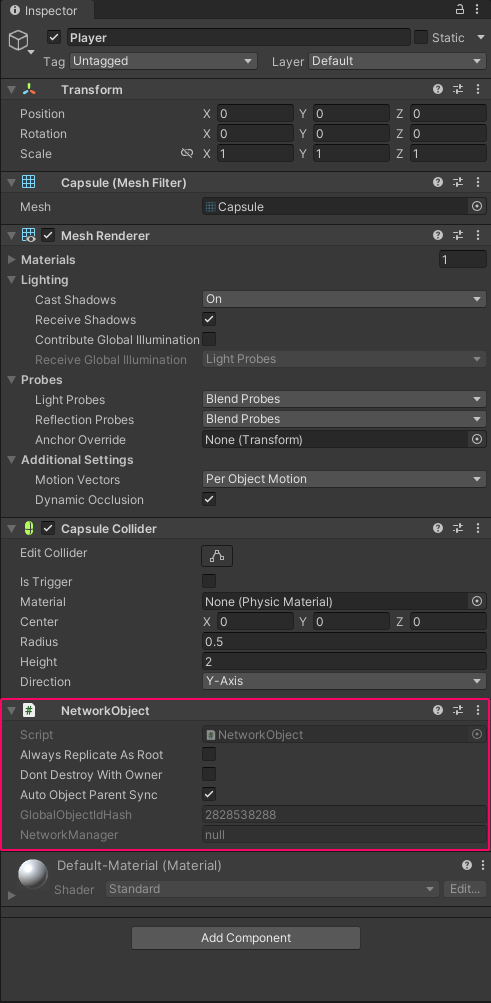 Inspector
Player Static
Tag Untagged Layer Default
Transform
Position X 0 Y 0 Z 0
Rotation X 0 Y 0 Z 0
Scale X 1 Y 1 Z 1
Capsule (Mesh Filter)
Mesh Capsule
Mesh Renderer
Materials 1
Lighting
Cast Shadows On
Receive Shadows
Contribute Global Illumination
Receive Global Illumination Light Probes
Probes
Light Probes Blend Probes
Reflection Probes Blend Probes
Anchor Override None (Transform)
Additional Settings
Motion Vectors Per Object Motion
Dynamic Occlusion
Capsule Collider
Edit Collider
Is Trigger
Material None (Physic Material)
Center X 0 Y 0 Z 0
Radius 0.5
Height 2
Direction Y-Axis
# NetworkObject
Script # NetworkObject
Always Replicate As Root
Dont Destroy With Owner
Auto Object Parent Sync
GlobalObjectIdHash 2828538288
NetworkManager null
Default-Material (Material)
Shader Standard Edit...
Add Component